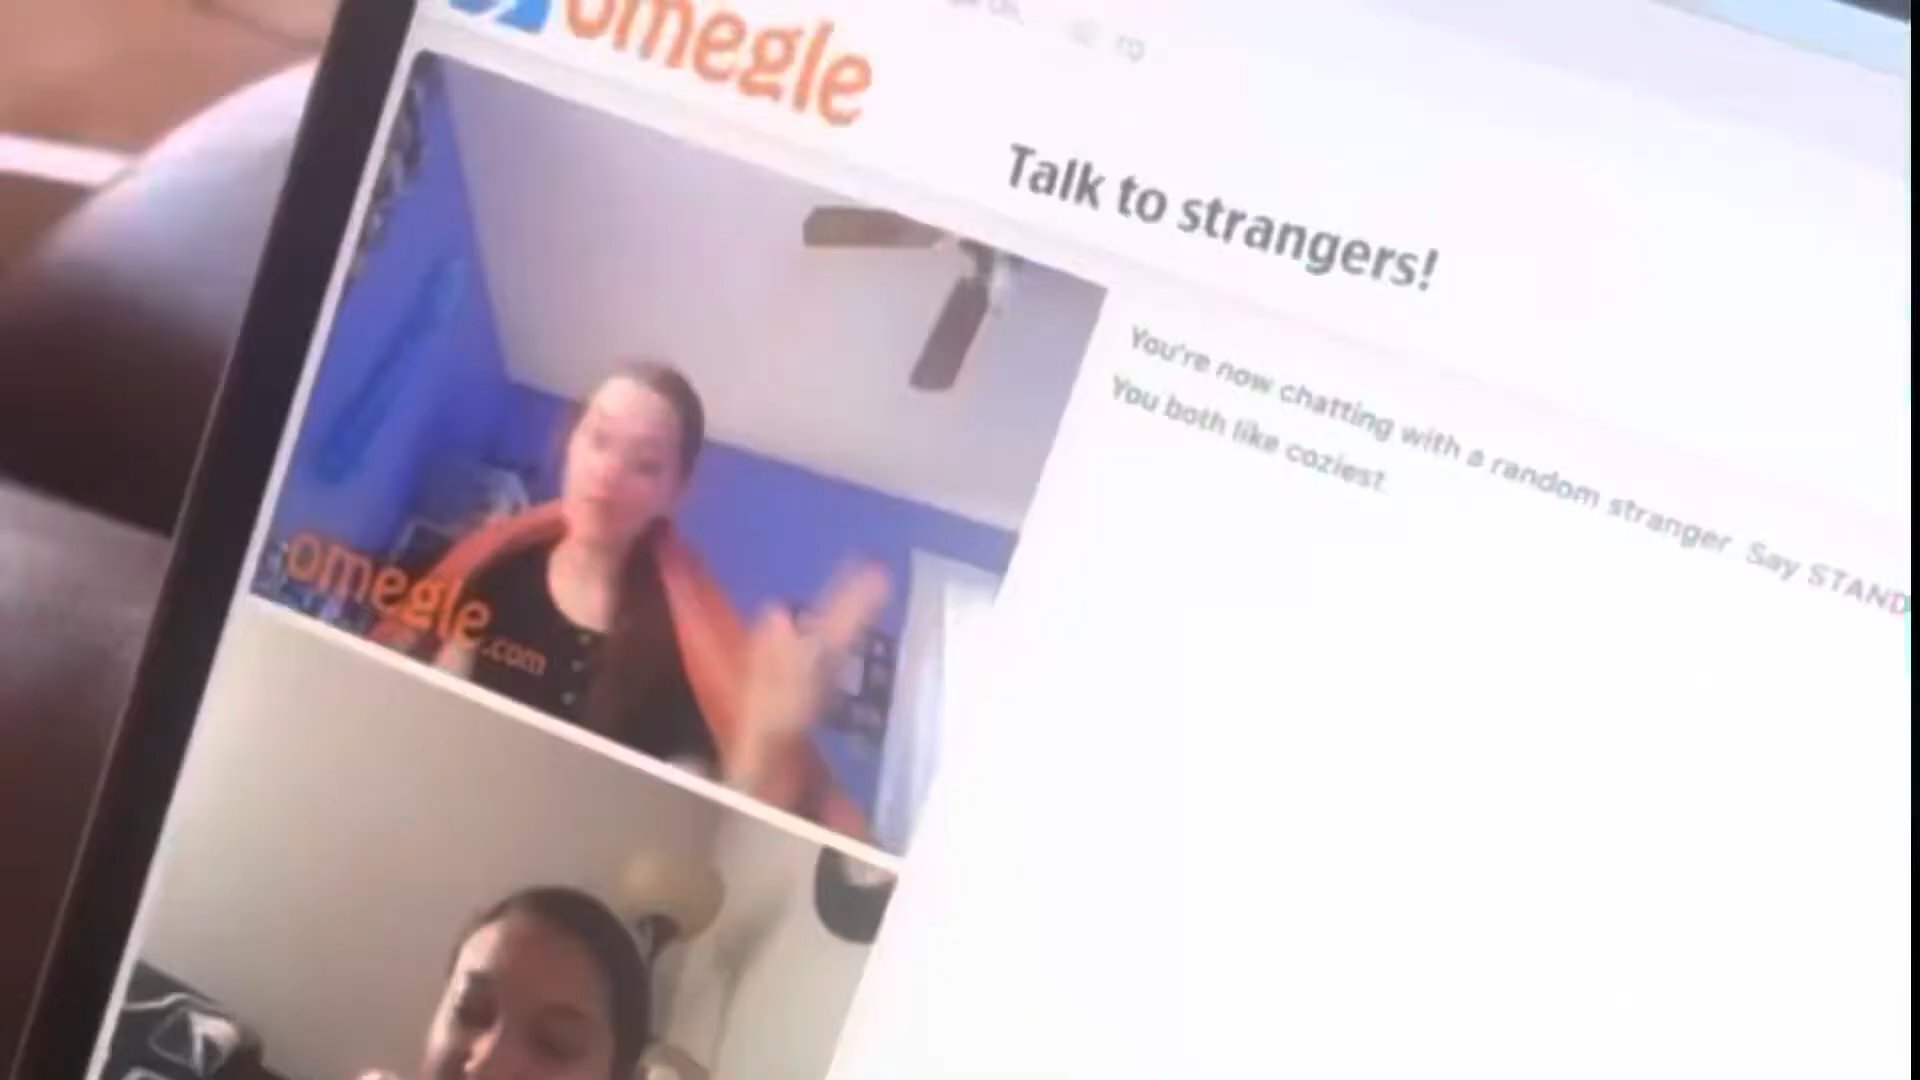 omegle
Talk to strangers!
You're now chatting with a random stranger Say STAND
You both like coziest.
omegle.com